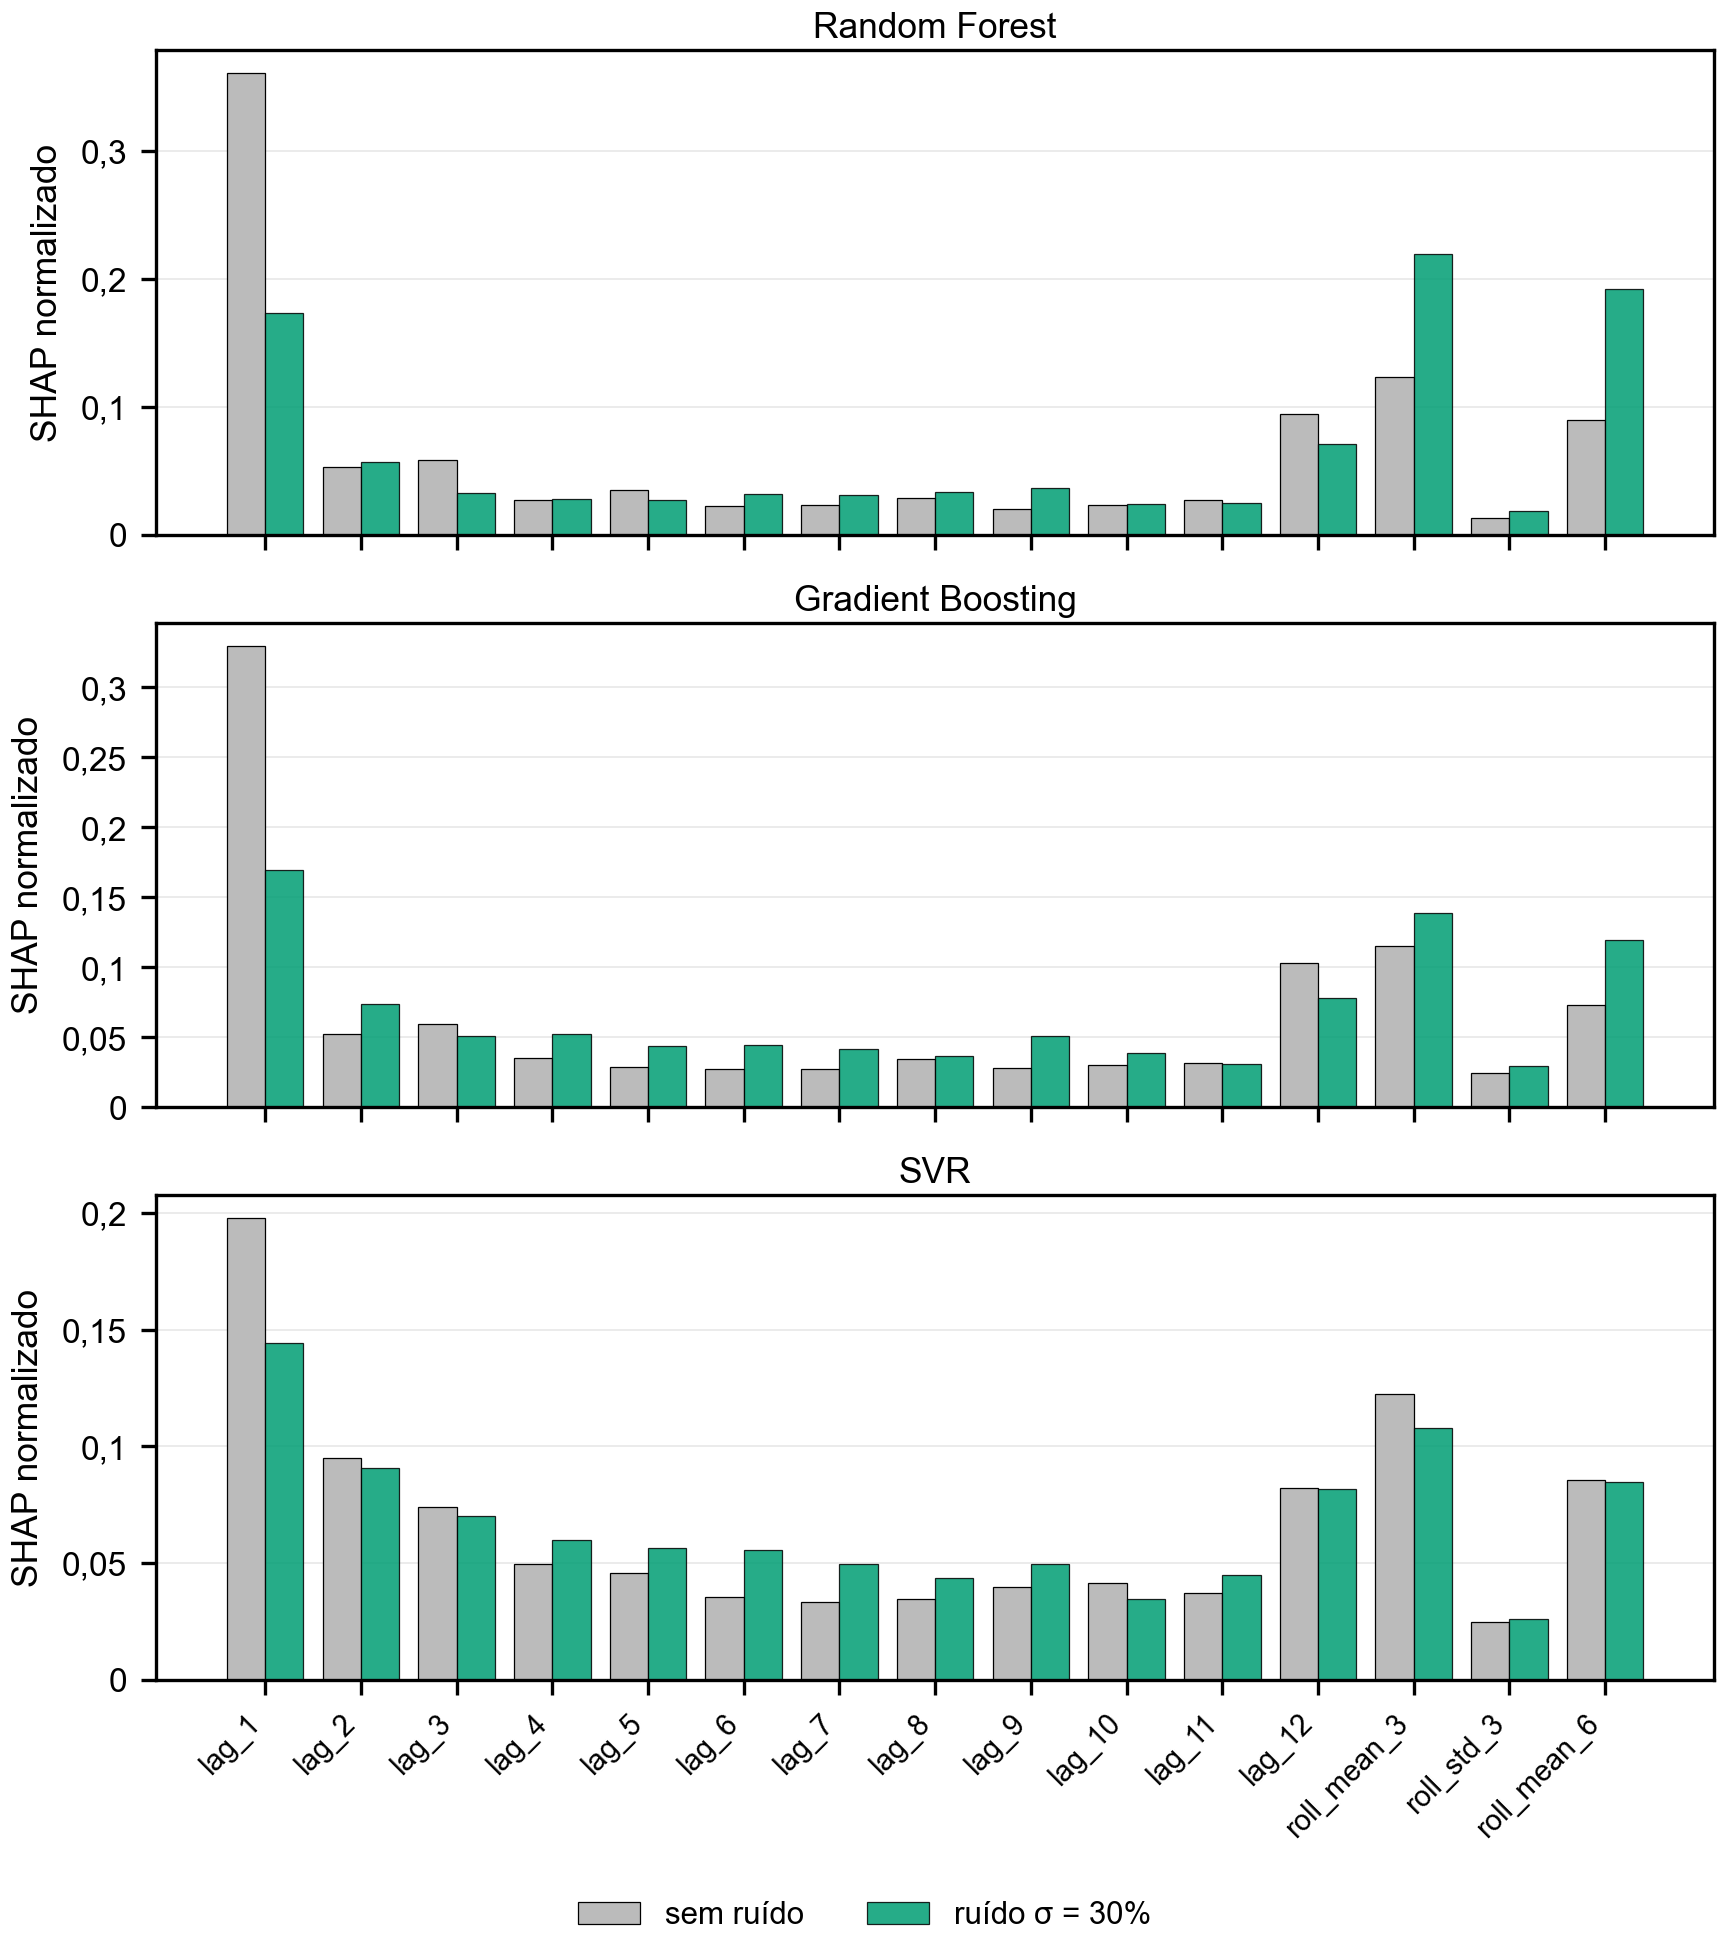 Random Forest
SHAP normalizado
0,3
0,2
0,1
0
Gradient Boosting
SHAP normalizado
0,3
0,25
0,2
0,15
0,1
0,05
0
SVR
SHAP normalizado
0,2
0,15
0,1
0,05
0
lag_1
lag_2
lag_3
lag_4
lag_5
lag_6
lag_7
lag_8
lag_9
lag_10
lag_11
lag_12
roll_mean_3
roll_std_3
roll_mean_6
sem ruído
ruído σ = 30%